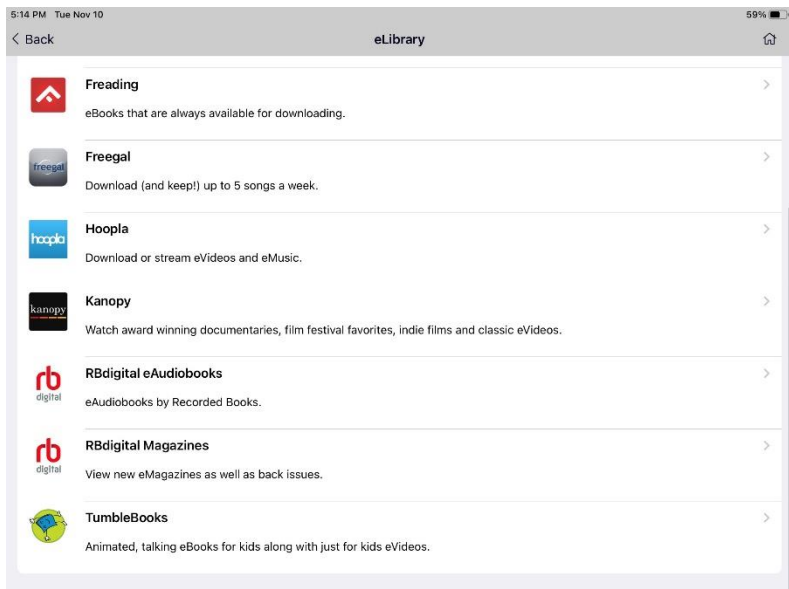 5:14 PM Tue Nov 10 59%
Back eLibrary
Freading
eBooks that are always available for downloading.
freegal Freegal
Download (and keep!) up to 5 songs a week.
hoopla Hoopla
Download or stream eVideos and eMusic.
kanopy Kanopy
Watch award winning documentaries, film festival favorites, indie films and classic eVideos.
rb digital RBdigital eAudiobooks
eAudiobooks by Recorded Books.
rb digital RBdigital Magazines
View new eMagazines as well as back issues.
TumbleBooks
Animated, talking eBooks for kids along with just for kids eVideos.